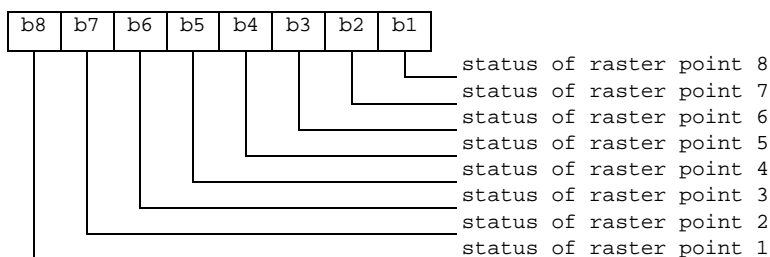 b8 b7 b6 b5 b4 b3 b2 b1
status of raster point 8
status of raster point 7
status of raster point 6
status of raster point 5
status of raster point 4
status of raster point 3
status of raster point 2
status of raster point 1